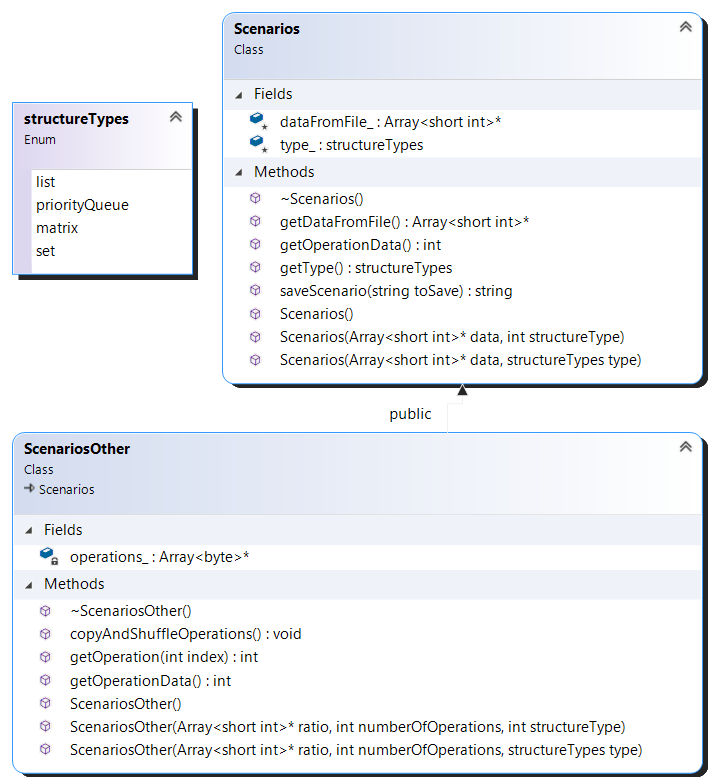 Scenarios
Class
Fields
dataFromFile_ : Array<short int>*
type_ : structureTypes
Methods
~Scenarios()
getDataFromFile() : Array<short int>*
getOperationData() : int
getType() : structureTypes
saveScenario(string toSave) : string
Scenarios()
Scenarios(Array<short int>* data, int structureType)
Scenarios(Array<short int>* data, structureTypes type)
structureTypes
Enum
list
priorityQueue
matrix
set
public
ScenariosOther
Class
Scenarios
Fields
operations_ : Array<byte>*
Methods
~ScenariosOther()
copyAndShuffleOperations() : void
getOperation(int index) : int
getOperationData() : int
ScenariosOther()
ScenariosOther(Array<short int>* ratio, int numberOfOperations, int structureType)
ScenariosOther(Array<short int>* ratio, int numberOfOperations, structureTypes type)